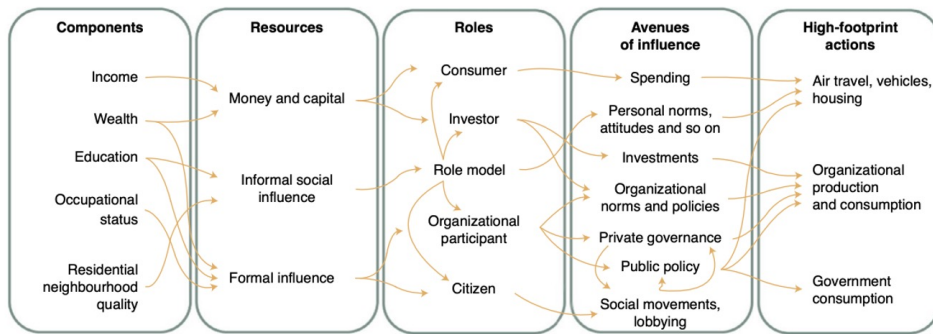 Components
Income
Wealth
Education
Occupational
status
Residential
neighbourhood
quality
Resources
Money and capital
Informal social
influence
Formal influence
Roles
Consumer
Investor
Role model
Organizational
participant
Citizen
Avenues
of influence
Spending
Personal norms,
attitudes and so on
Investments
Organizational
norms and policies
Private governance
Public policy
Social movements,
lobbying
High-footprint
actions
Air travel, vehicles,
housing
Organizational
production
and consumption
Government
consumption